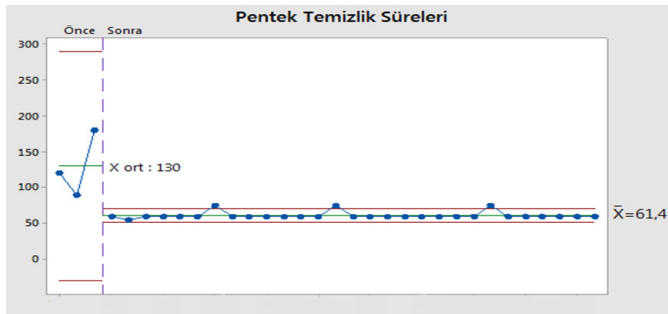 Pentek Temizlik Süreleri
Önce Sonra
300
250
200
150
100
50
0
X ort : 130
X̄=61,4